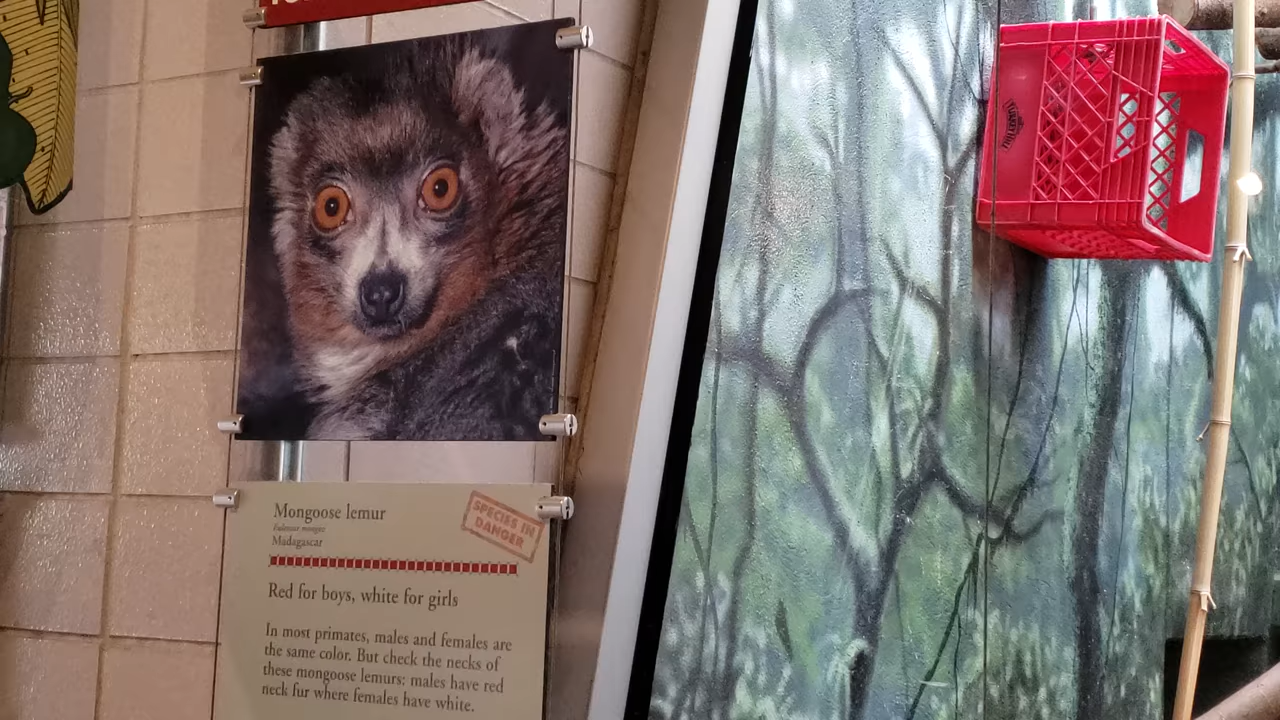 Mongoose lemur
Eulemur mongoz
Madagascar
SPECIES IN
DANGER
Red for boys, white for girls
In most primates, males and females are
the same color. But check the necks of
these mongoose lemurs: males have red
neck fur where females have white.